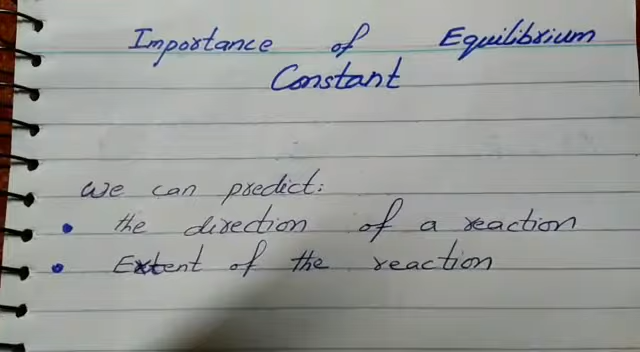 Importance of Equilibrium
Constant
we can predict:
• the direction of a reaction
• Extent of the reaction